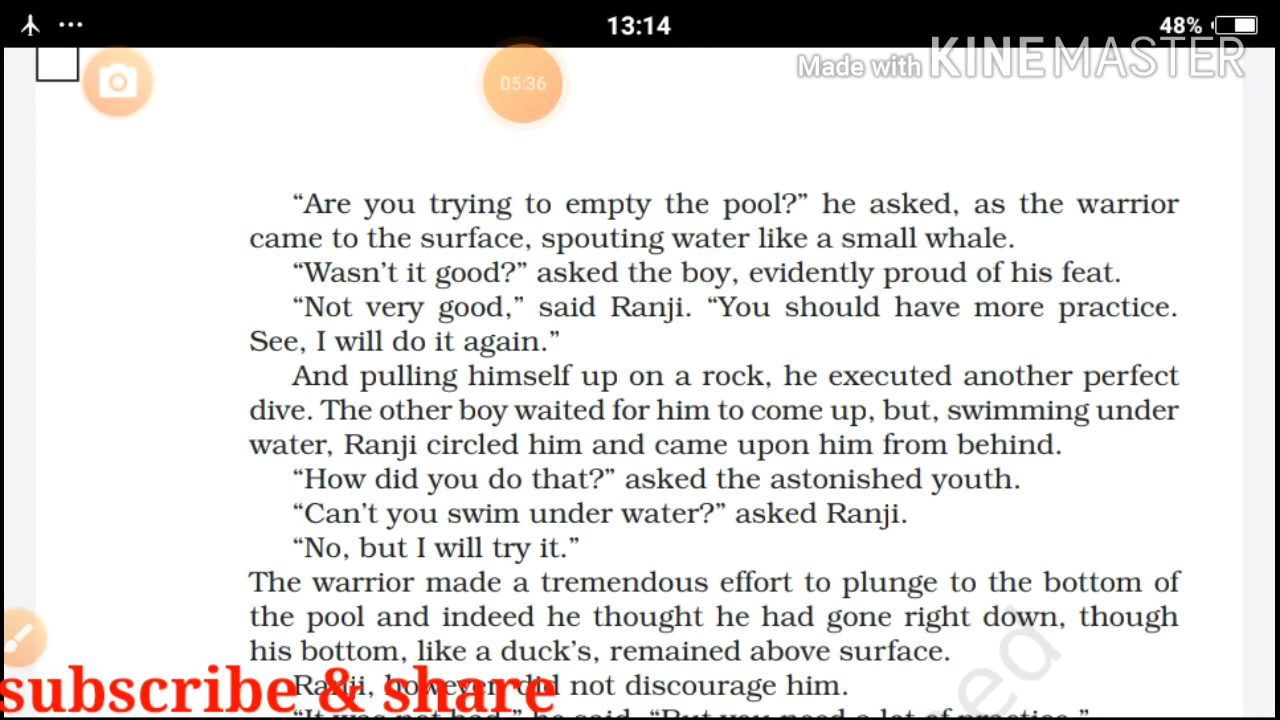 13:14
48%
Made with KINEMASTER
05:36
“Are you trying to empty the pool?” he asked, as the warrior
came to the surface, spouting water like a small whale.
“Wasn’t it good?” asked the boy, evidently proud of his feat.
“Not very good,” said Ranji. “You should have more practice.
See, I will do it again.”
And pulling himself up on a rock, he executed another perfect
dive. The other boy waited for him to come up, but, swimming under
water, Ranji circled him and came upon him from behind.
“How did you do that?” asked the astonished youth.
“Can’t you swim under water?” asked Ranji.
“No, but I will try it.”
The warrior made a tremendous effort to plunge to the bottom of
the pool and indeed he thought he had gone right down, though
his bottom, like a duck’s, remained above surface.
Ranji, however, did not discourage him.
subscribe & share
“It was not bad,” he said. “But you need a lot of practice.”